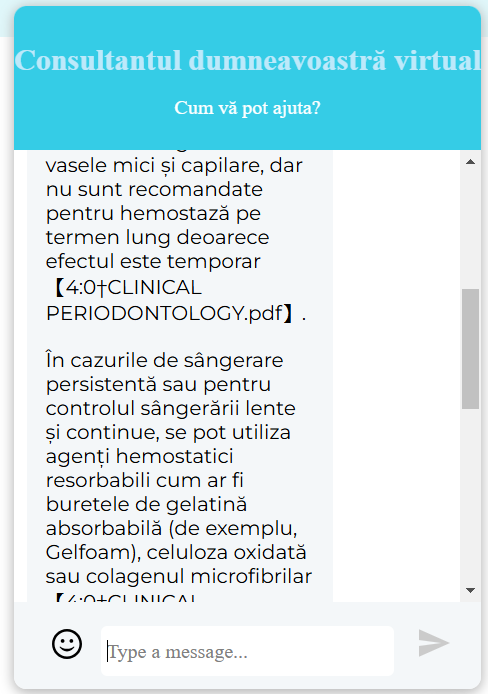 Consultantul dumneavoastră virtual
Cum vă pot ajuta?
vasele mici și capilare, dar
nu sunt recomandate
pentru hemostază pe
termen lung deoarece
efectul este temporar
【4:0†CLINICAL
PERIODONTOLOGY.pdf】.
În cazurile de sângerare
persistentă sau pentru
controlul sângerării lente
și continue, se pot utiliza
agenți hemostatici
resorbabili cum ar fi
buretele de gelatină
absorbabilă (de exemplu,
Gelfoam), celuloza oxidată
sau colagenul microfibrilar
【4:0†CLINICAL
Type a message...